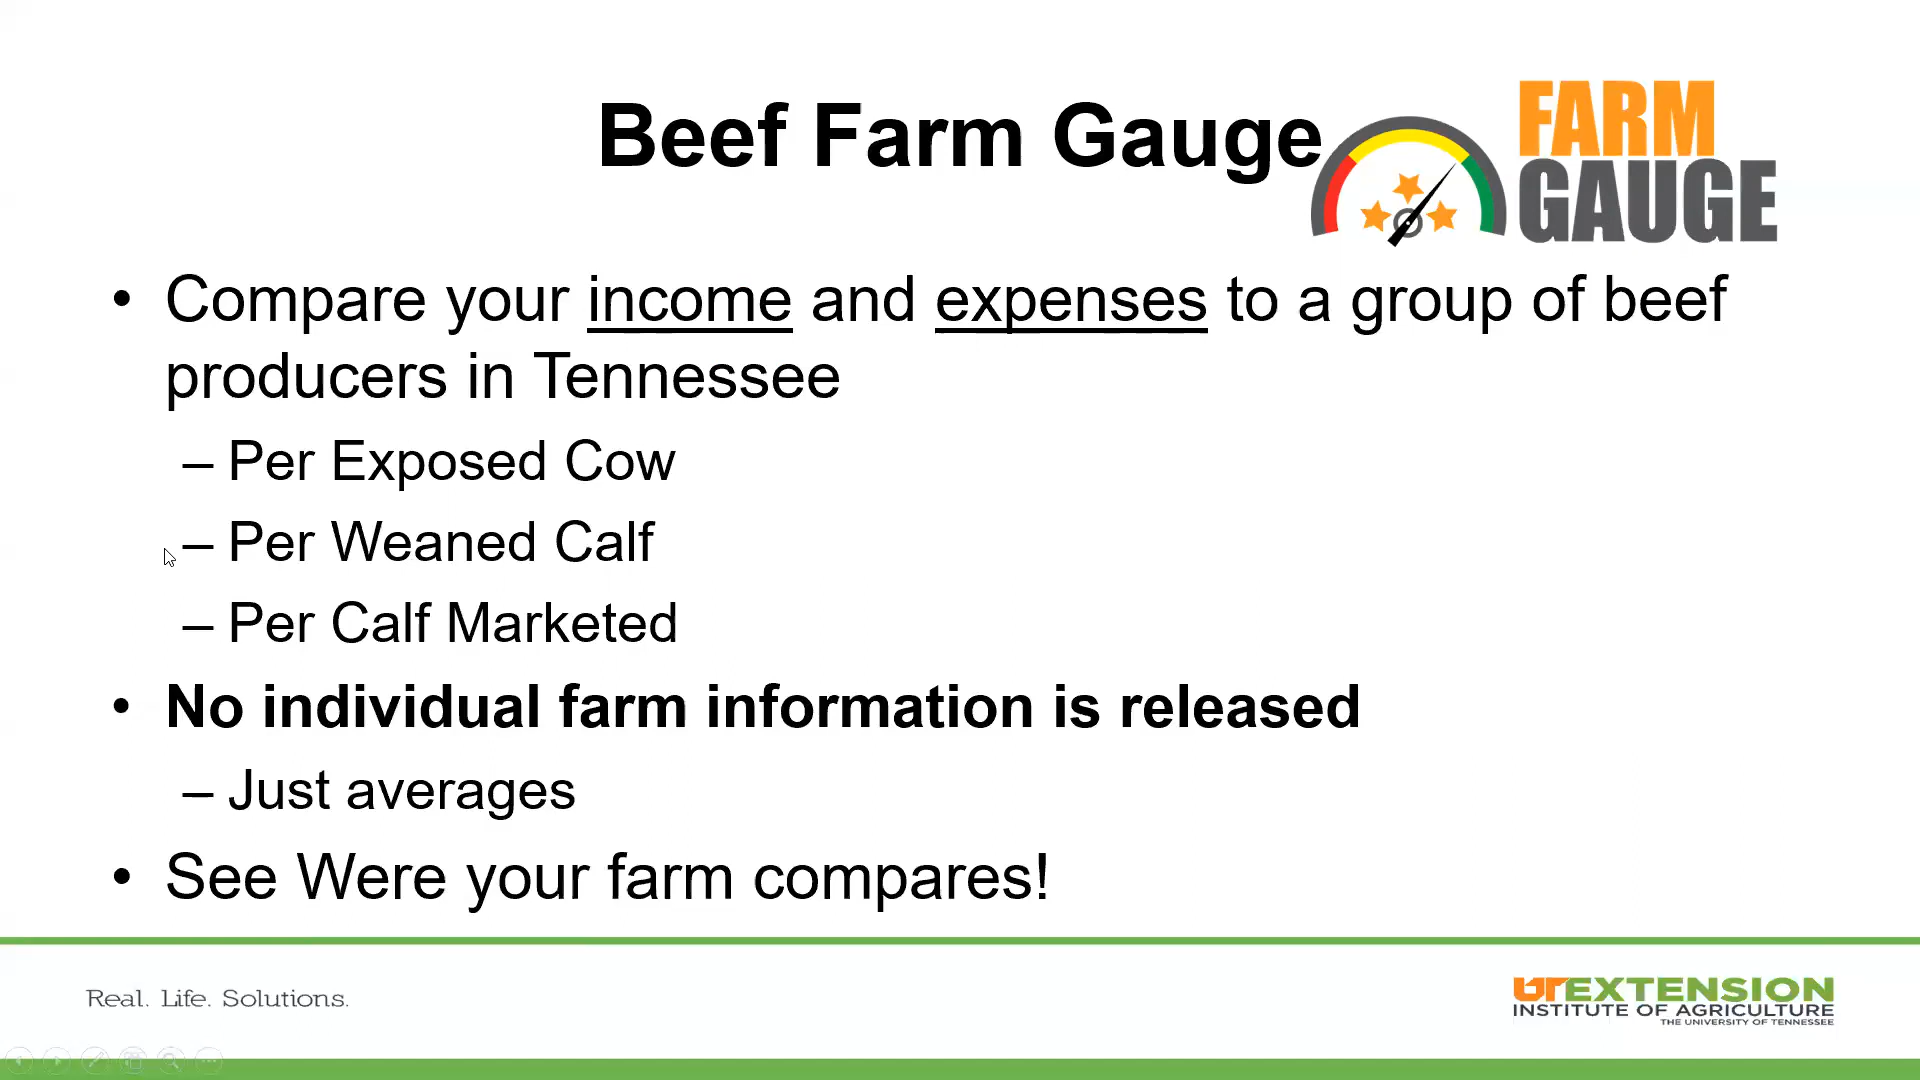 Beef Farm Gauge
FARM
GAUGE
• Compare your income and expenses to a group of beef
producers in Tennessee
– Per Exposed Cow
– Per Weaned Calf
– Per Calf Marketed
• No individual farm information is released
– Just averages
• See Were your farm compares!
Real. Life. Solutions.
UTEXTENSION
INSTITUTE OF AGRICULTURE
THE UNIVERSITY OF TENNESSEE